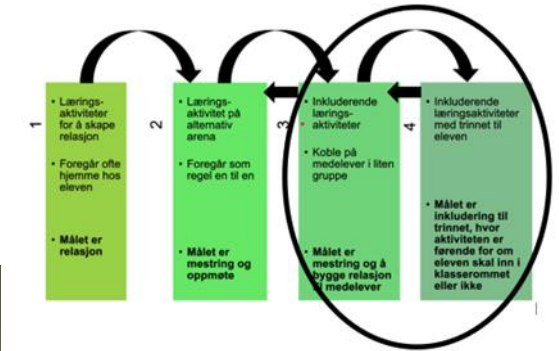 1
• Lærings-
aktiviteter
for å skape
relasjon
• Foregår ofte
hjemme hos
eleven
• Målet er
relasjon
2
• Lærings-
aktivitet på
alternativ
arena
• Foregår som
regel en til en
• Målet er
mestring og
oppmøte
3
• Inkluderende
lærings-
aktiviteter
• Koble på
medelever i liten
gruppe
• Målet er
mestring og å
bygge relasjon
medelever
4
• Inkluderende
læringsaktiviteter
med trinnet til
eleven
• Målet er
inkludering til
trinnet, hvor
aktiviteten er
førende for om
eleven skal inn i
klasserommet
eller ikke